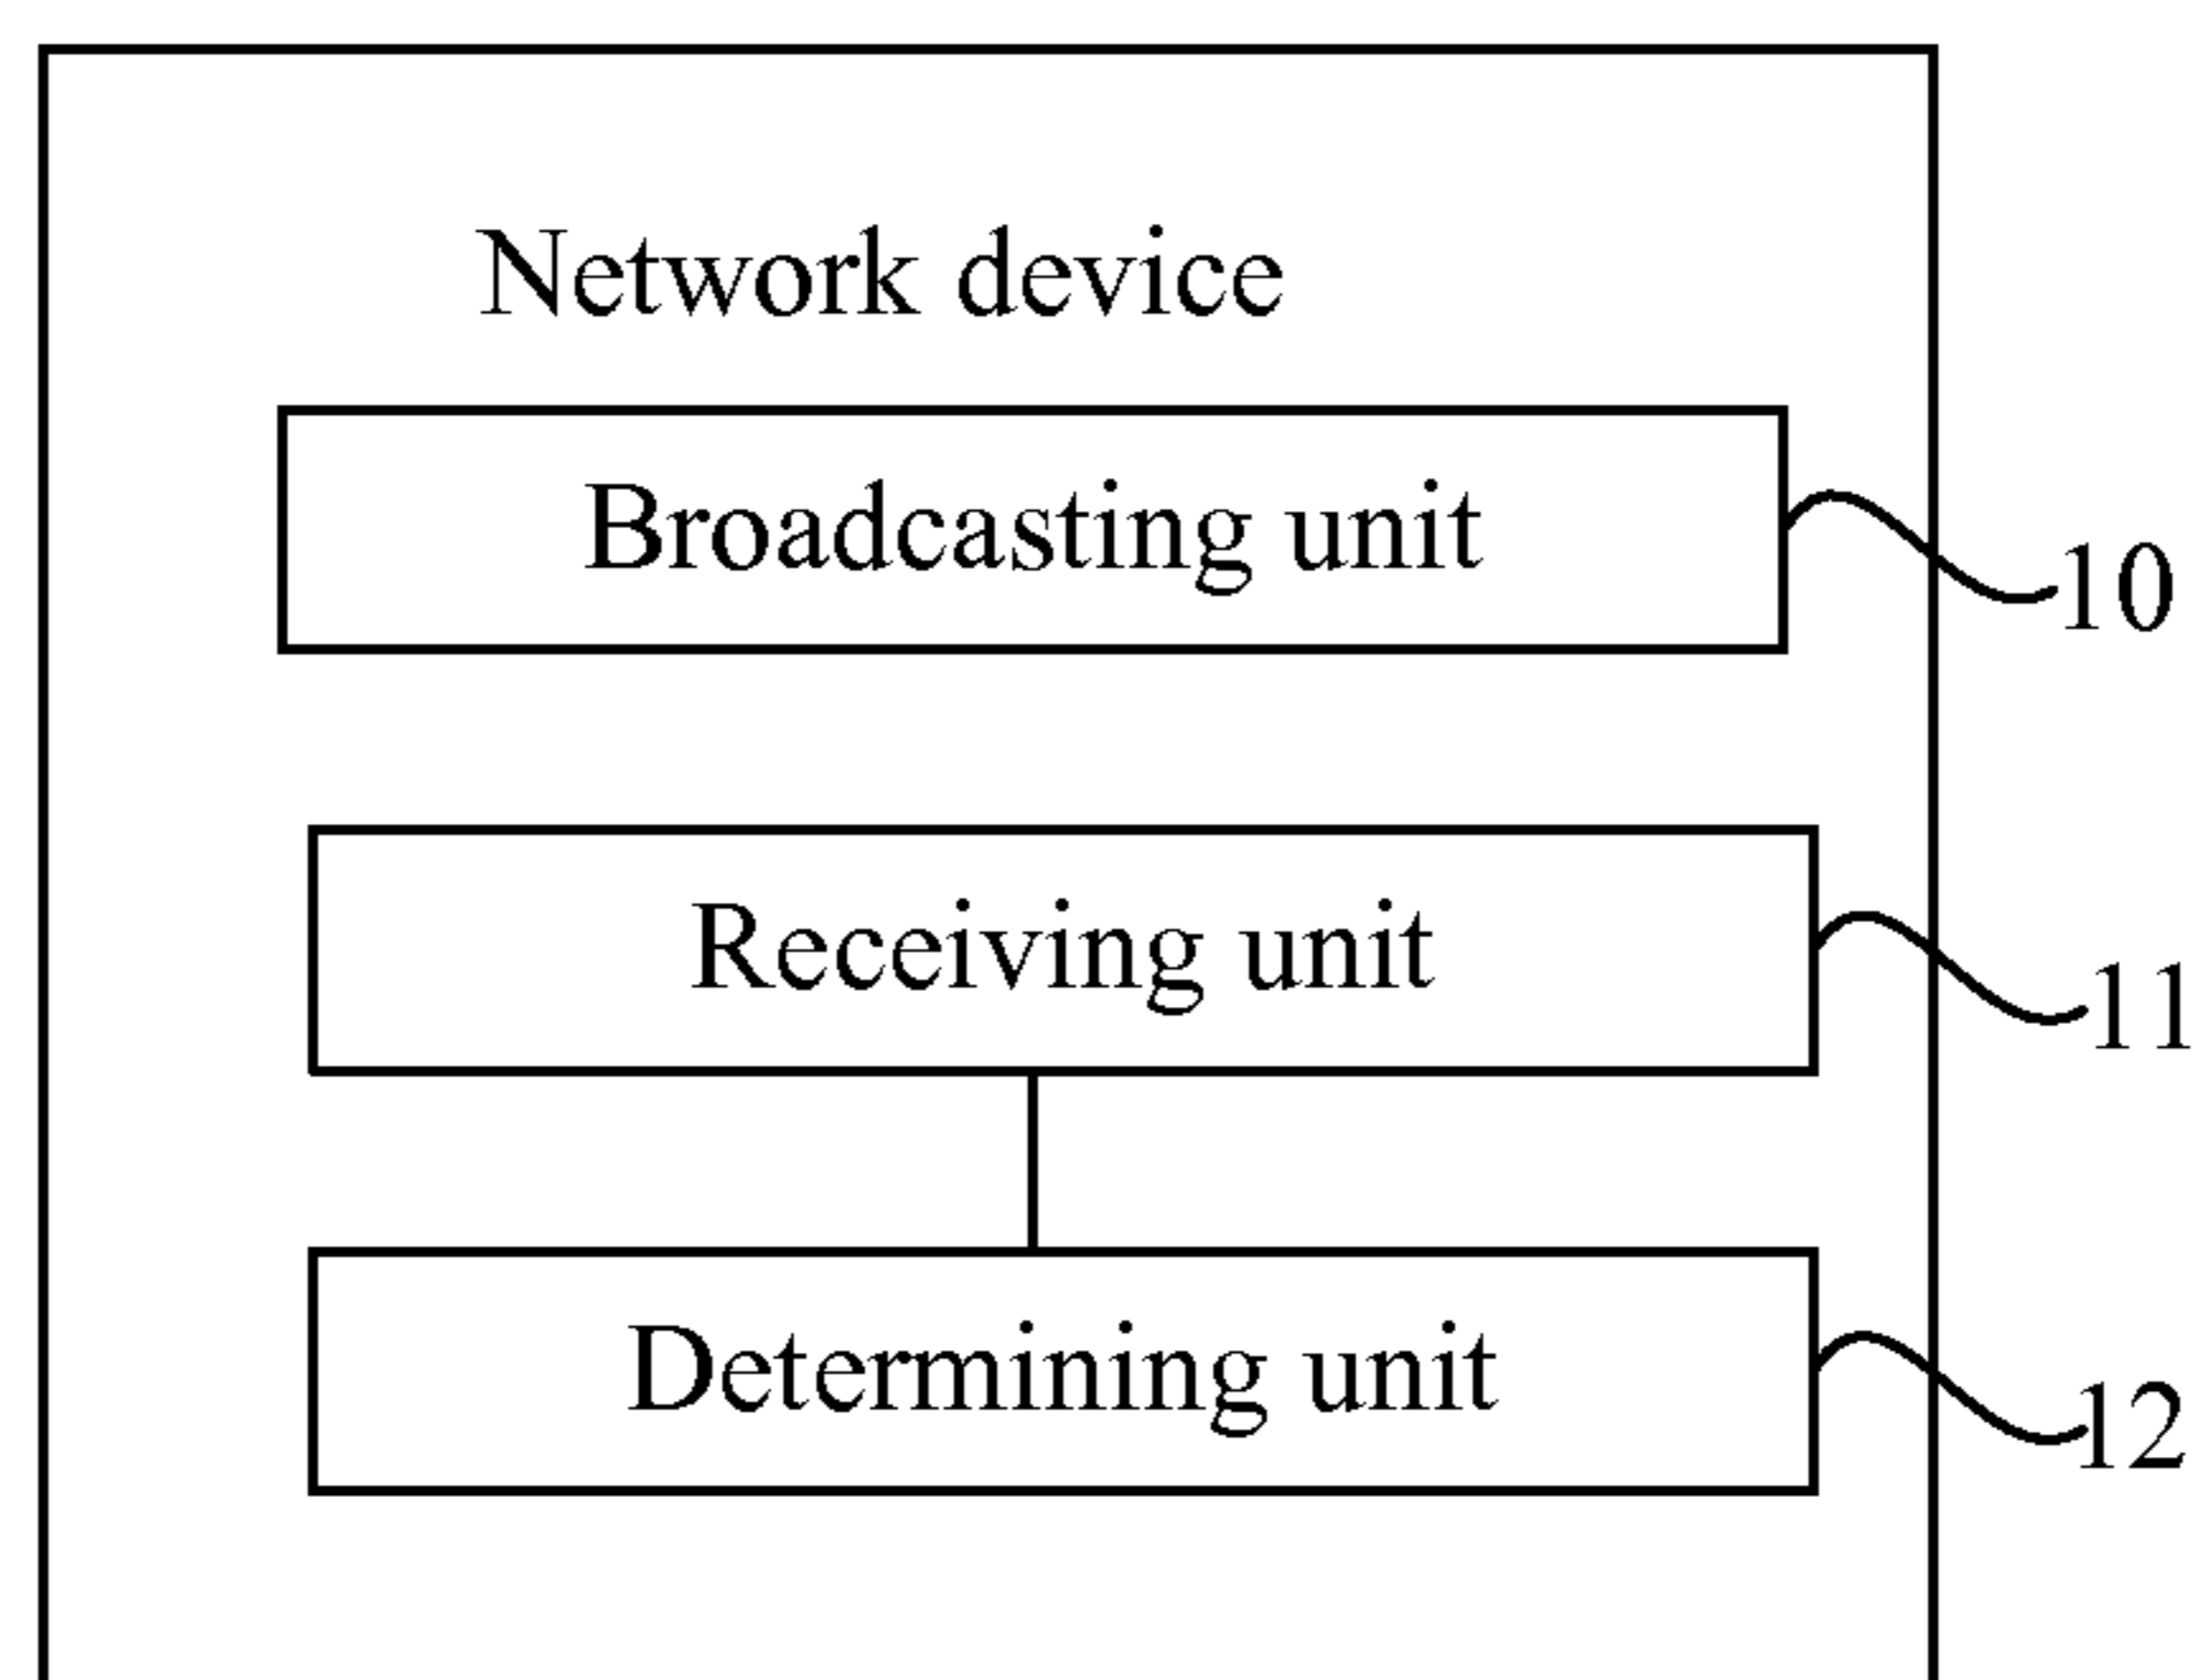 Network device
Broadcasting unit
10
Receiving unit
11
Determining unit
12